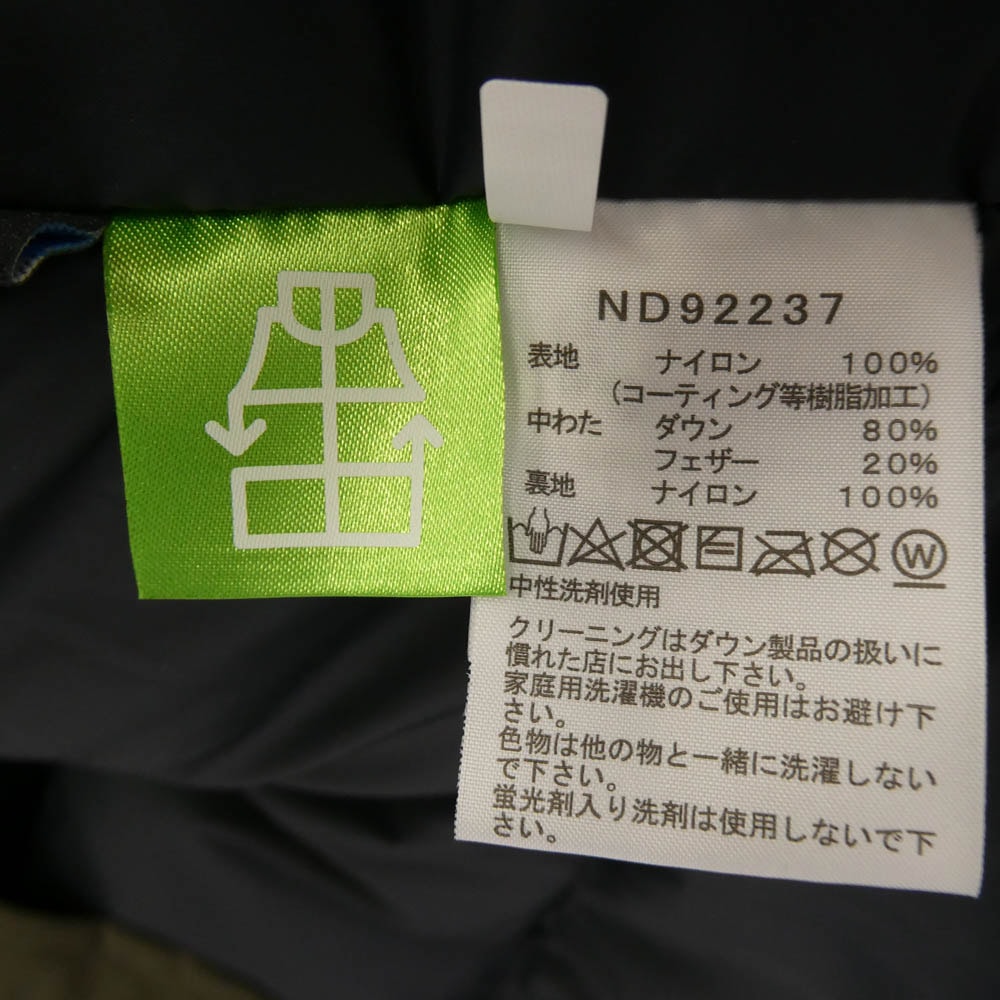 ND92237
表地 ナイロン 100%
(コーティング等樹脂加工)
中わた ダウン 80%
フェザー 20%
裏地 ナイロン 100%
W
中性洗剤使用
クリーニングはダウン製品の扱いに
慣れた店にお出し下さい。
家庭用洗濯機のご使用はお避け下
さい。
色物は他の物と一緒に洗濯しない
で下さい。
蛍光剤入り洗剤は使用しないで下
さい。